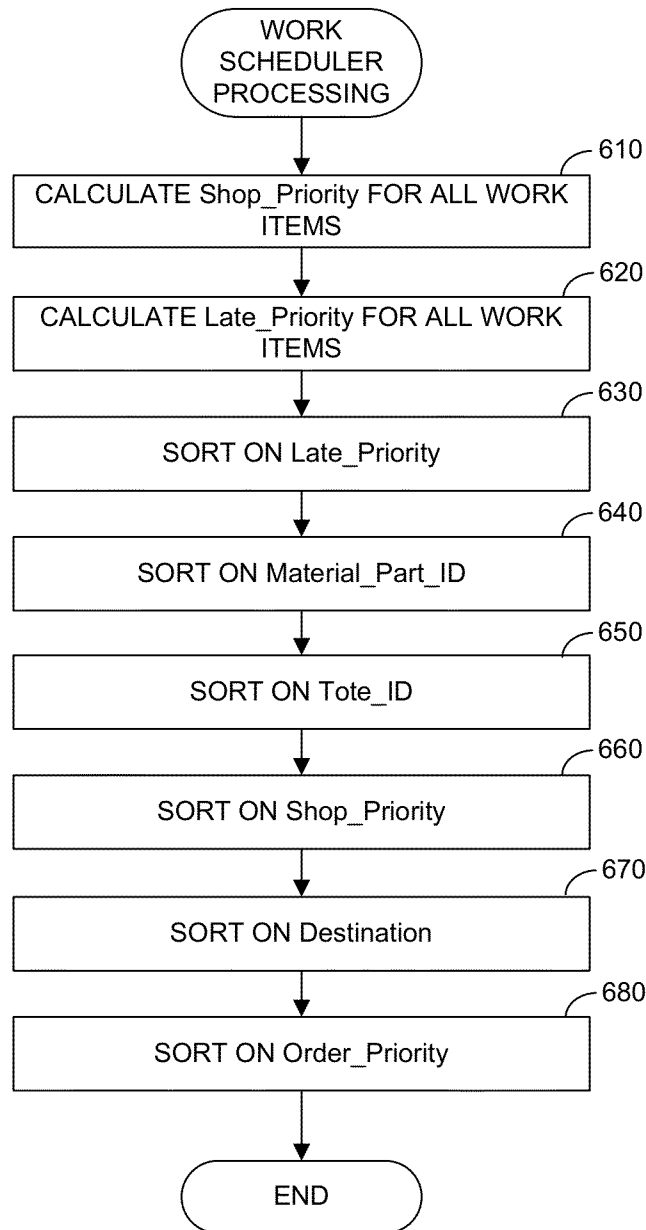 WORK
SCHEDULER
PROCESSING
610
CALCULATE Shop_Priority FOR ALL WORK
ITEMS
620
CALCULATE Late_Priority FOR ALL WORK
ITEMS
630
SORT ON Late_Priority
640
SORT ON Material_Part_ID
650
SORT ON Tote_ID
660
SORT ON Shop_Priority
670
SORT ON Destination
680
SORT ON Order_Priority
END